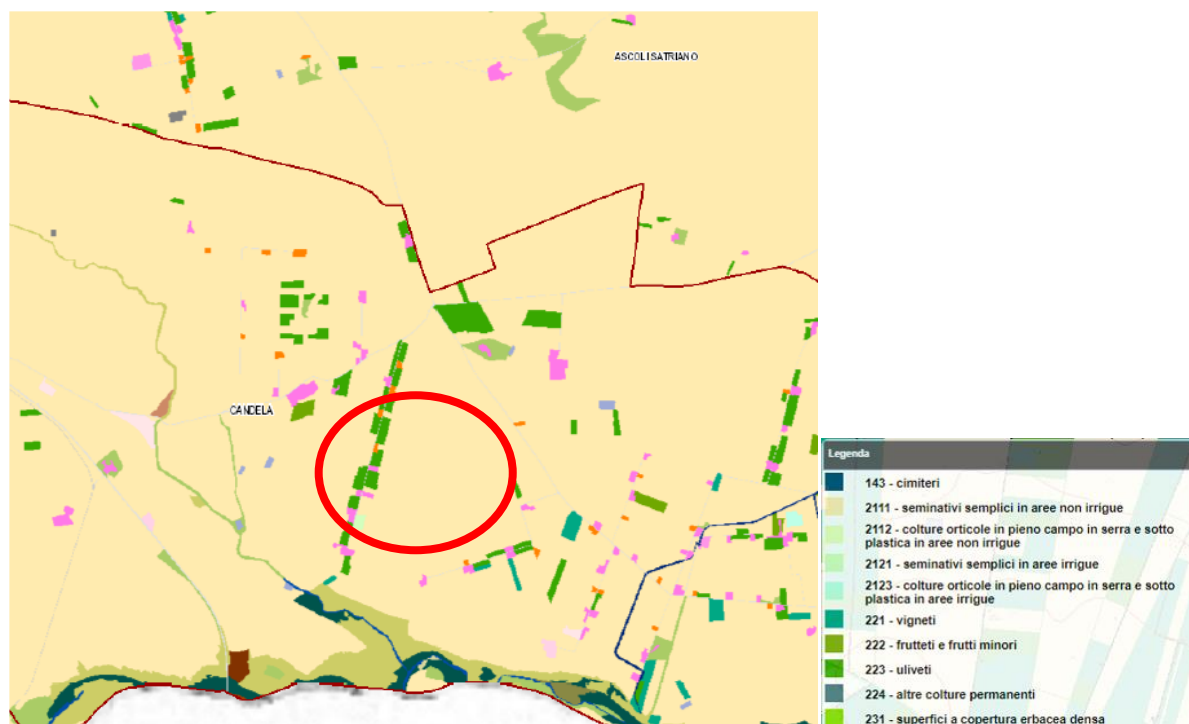 ASCOLI SATRIANO
CANDELA
Legenda
143 - cimiteri
2111 - seminativi semplici in aree non irrigue
2112 - colture orticole in pieno campo in serra e sotto
plastica in aree non irrigue
2121 - seminativi semplici in aree irrigue
2123 - colture orticole in pieno campo in serra e sotto
plastica in aree irrigue
221 - vigneti
222 - frutteti e frutti minori
223 - uliveti
224 - altre colture permanenti
231 - superfici a copertura erbacea densa